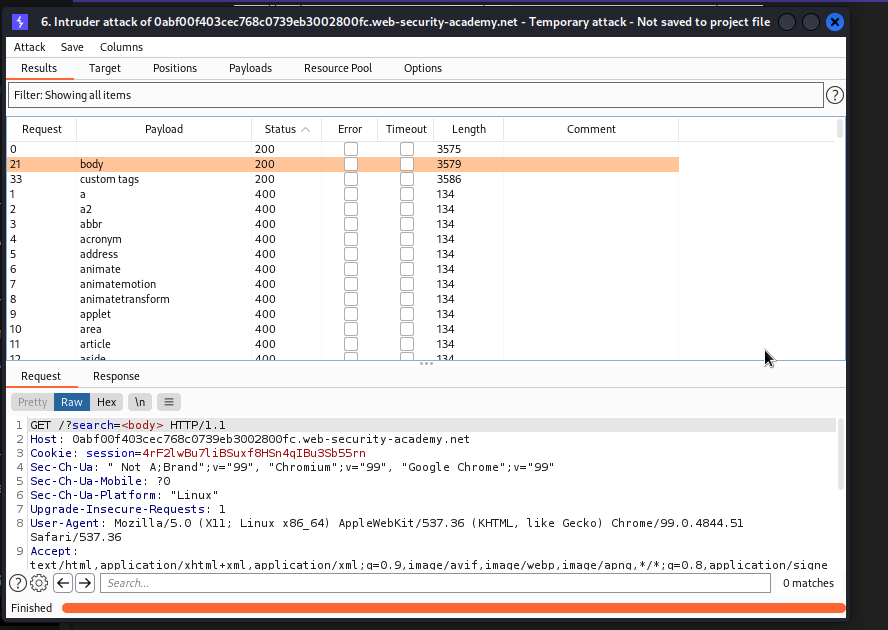 6. Intruder attack of 0abf00f403cec768c0739eb3002800fc.web-security-academy.net - Temporary attack - Not saved to project file
Attack Save Columns
Results Target Positions Payloads Resource Pool Options
Filter: Showing all items ?
Request Payload Status Error Timeout Length Comment
0 200 3575
21 body 200 3579
33 custom tags 200 3586
1 a 400 134
2 a2 400 134
3 abbr 400 134
4 acronym 400 134
5 address 400 134
6 animate 400 134
7 animatemotion 400 134
8 animatetransform 400 134
9 applet 400 134
10 area 400 134
11 article 400 134
12 aside 400 134
Request Response
Pretty Raw Hex \n
1 GET /?search=<body> HTTP/1.1
2 Host: 0abf00f403cec768c0739eb3002800fc.web-security-academy.net
3 Cookie: session=4rF2lwBu7liBSuxf8HSn4qIBu3Sb55rn
4 Sec-Ch-Ua: " Not A;Brand";v="99", "Chromium";v="99", "Google Chrome";v="99"
5 Sec-Ch-Ua-Mobile: ?0
6 Sec-Ch-Ua-Platform: "Linux"
7 Upgrade-Insecure-Requests: 1
8 User-Agent: Mozilla/5.0 (X11; Linux x86_64) AppleWebKit/537.36 (KHTML, like Gecko) Chrome/99.0.4844.51
Safari/537.36
9 Accept:
text/html,application/xhtml+xml,application/xml;q=0.9,image/avif,image/webp,image/apng,*/*;q=0.8,application/signe
? Search... 0 matches
Finished